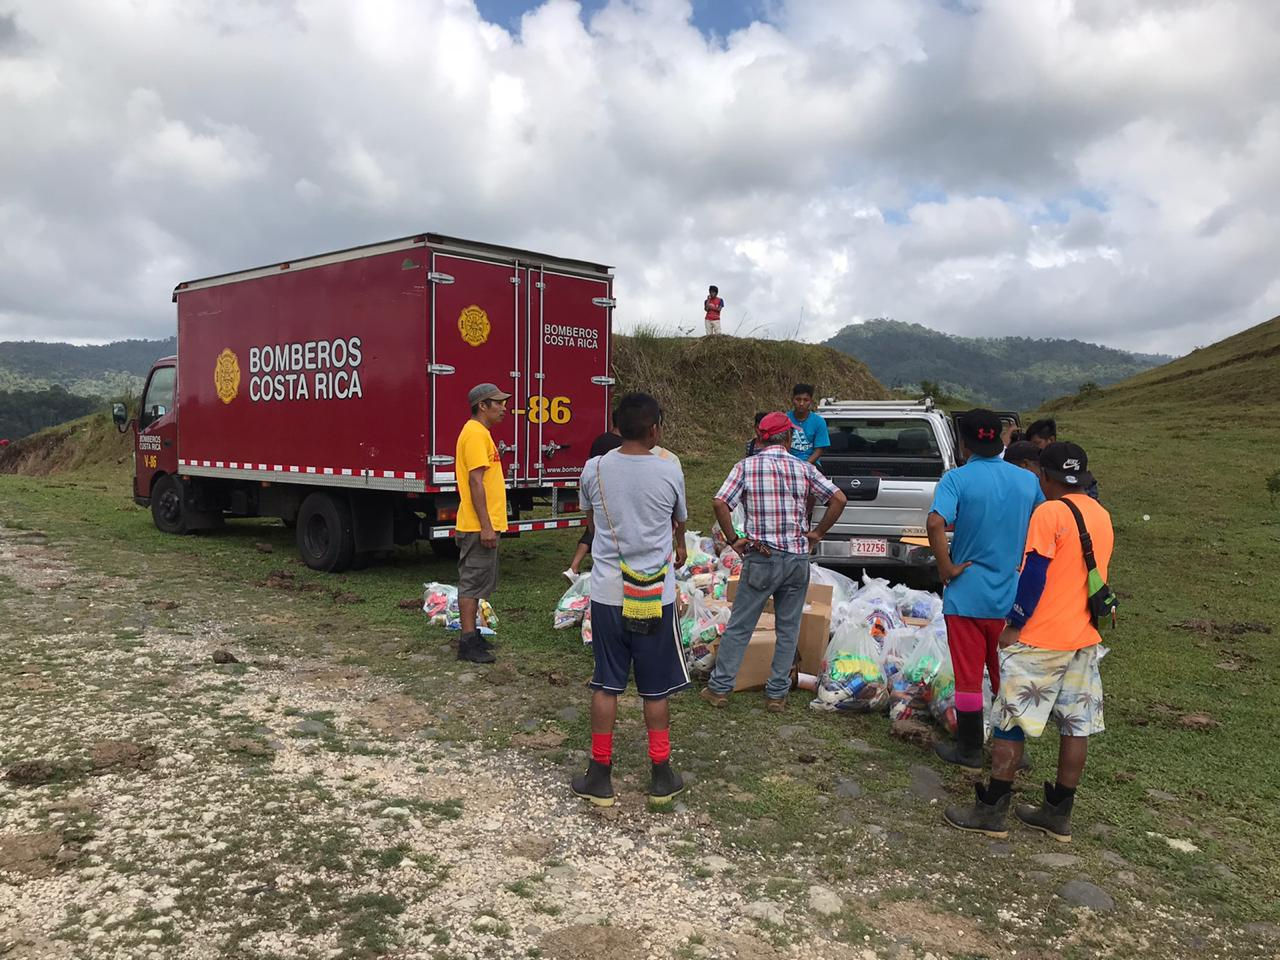 BOMBEROS
COSTA RICA
BOMBEROS
COSTA RICA
-86
BOMBEROS
COSTA RICA
V-86
212756